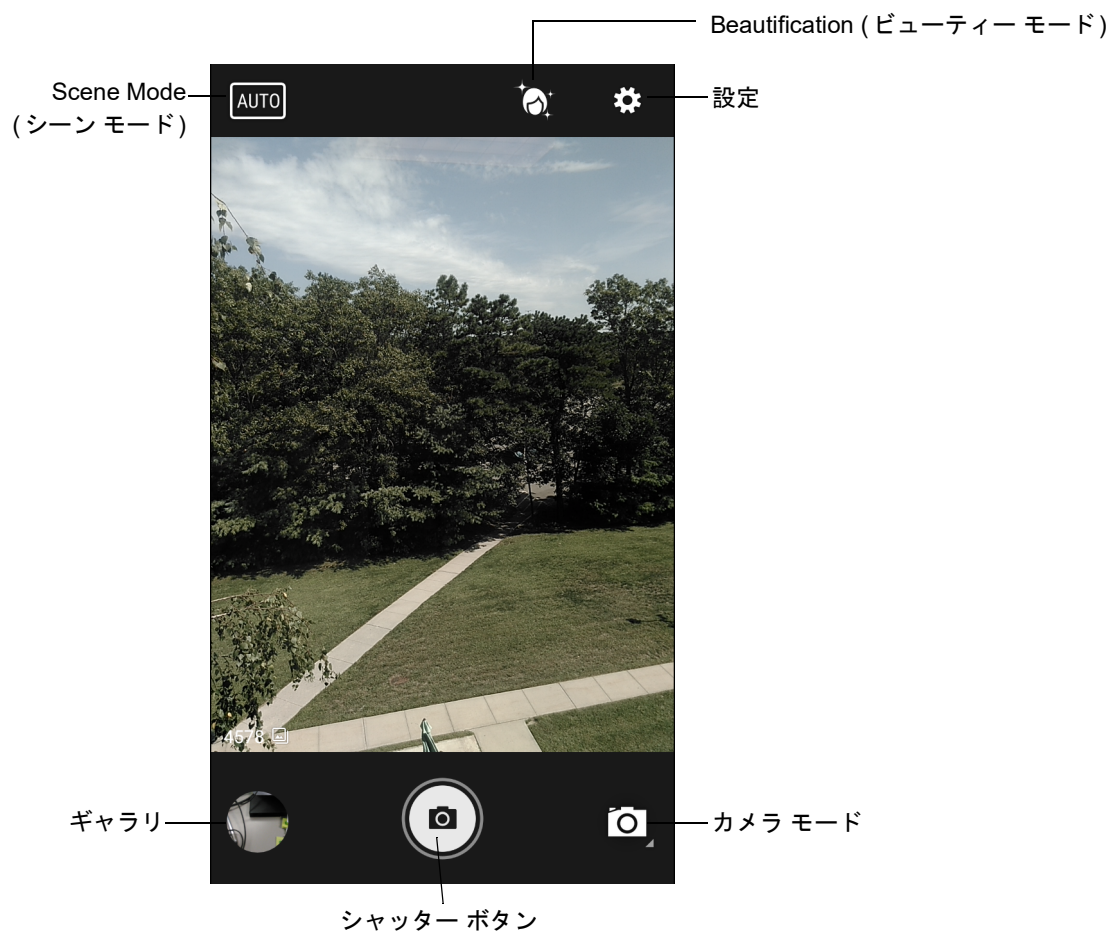 Beautification (ビューティー モード)
Scene Mode
(シーン モード)
AUTO
設定
4678
ギャラリ
カメラ モード
シャッター ボタン